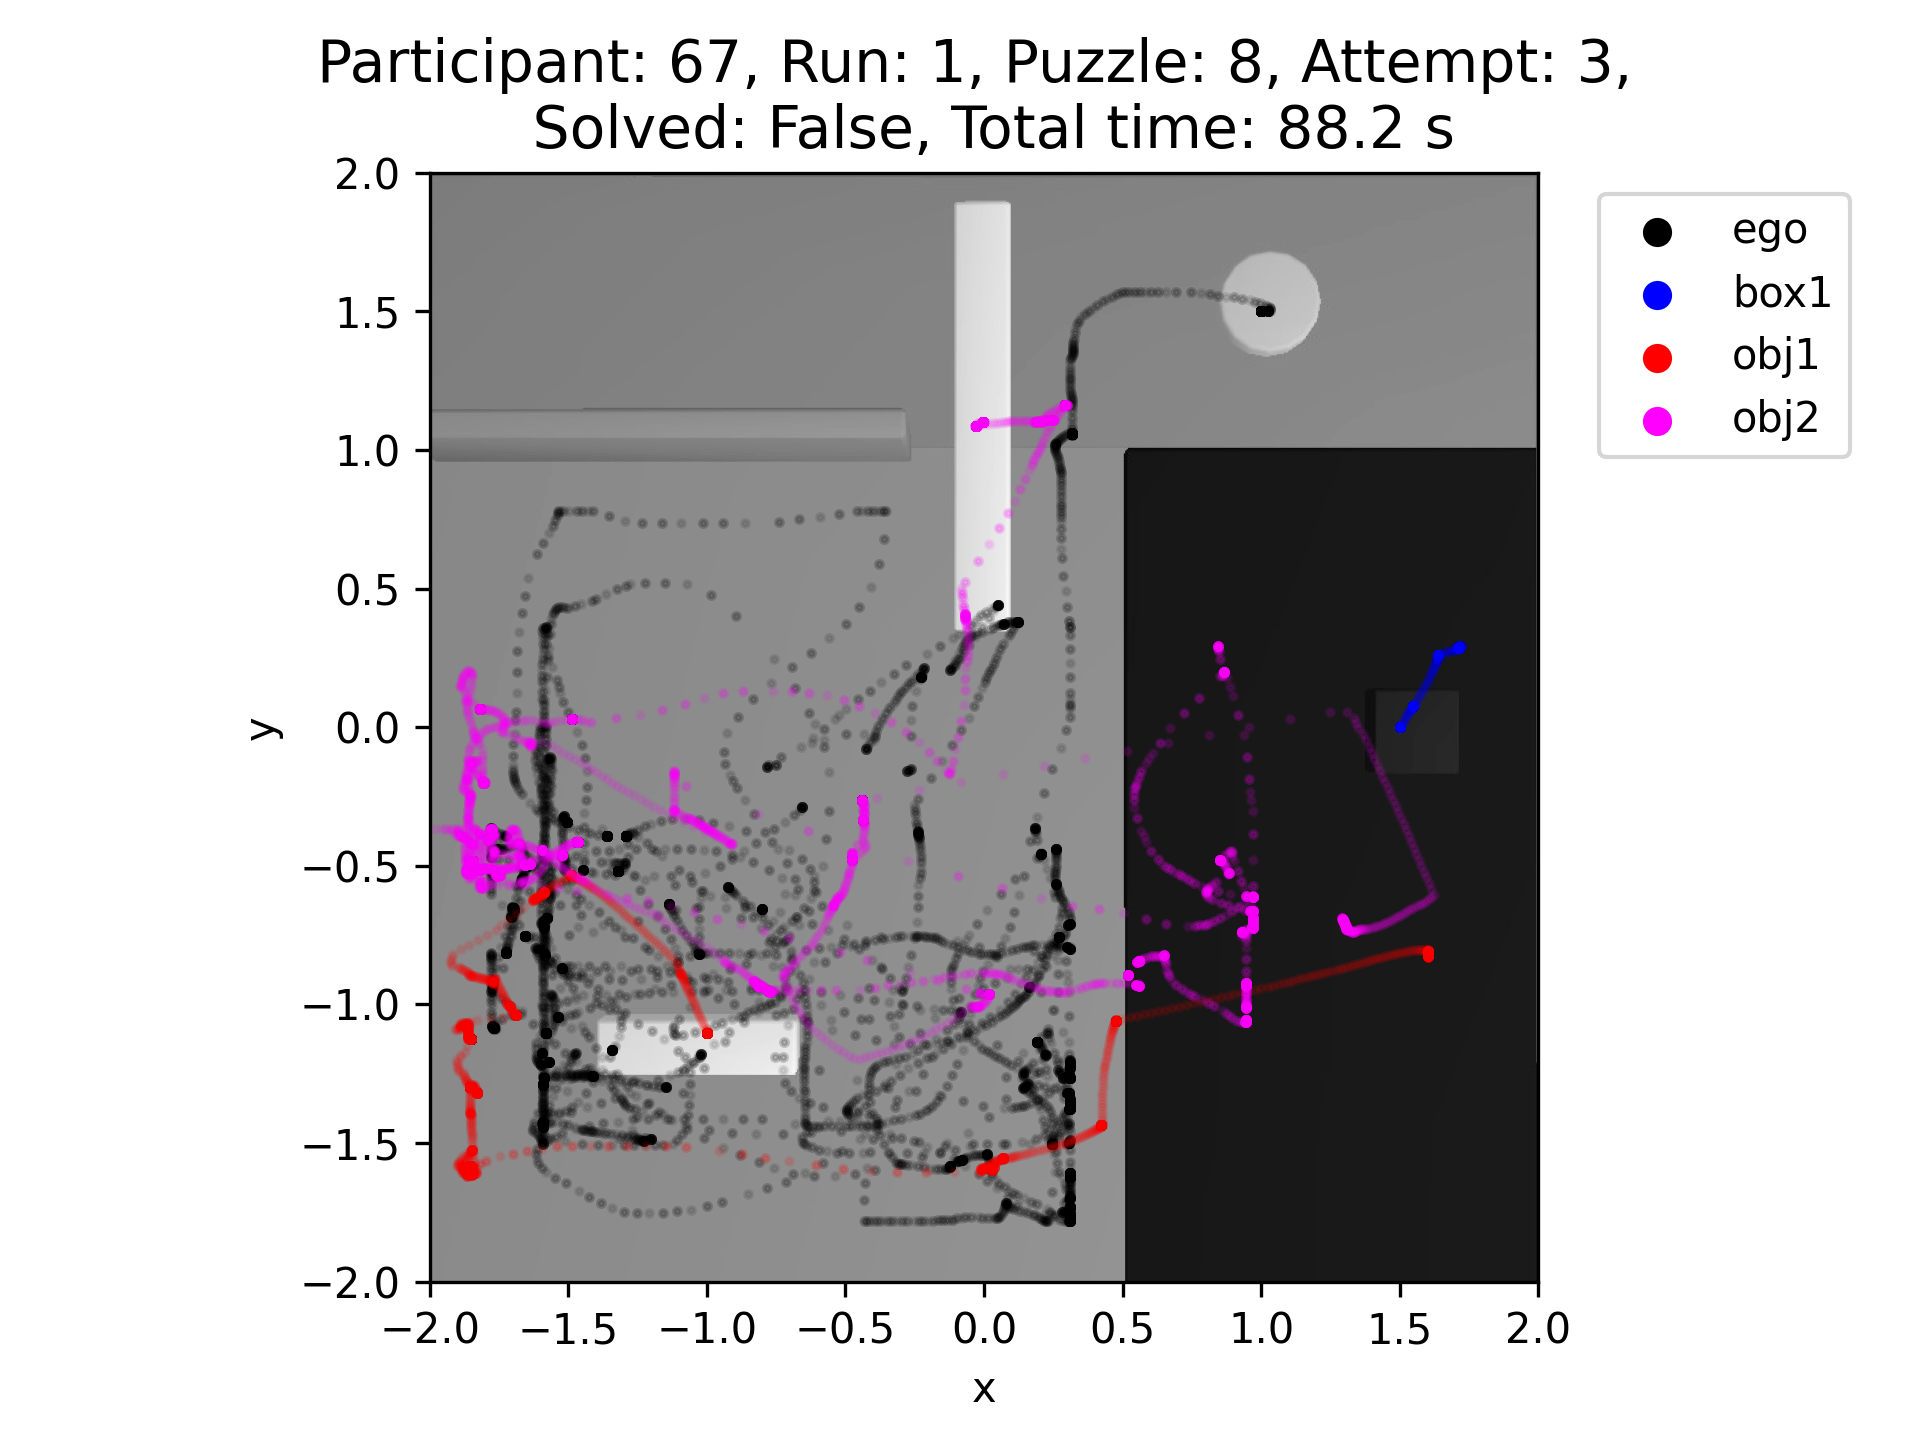 Participant: 67, Run: 1, Puzzle: 8, Attempt: 3,
Solved: False, Total time: 88.2 s
ego
box1
obj1
obj2
2.0
1.5
1.0
0.5
0.0
−0.5
−1.0
−1.5
−2.0
y
−2.0 −1.5 −1.0 −0.5 0.0 0.5 1.0 1.5 2.0
x